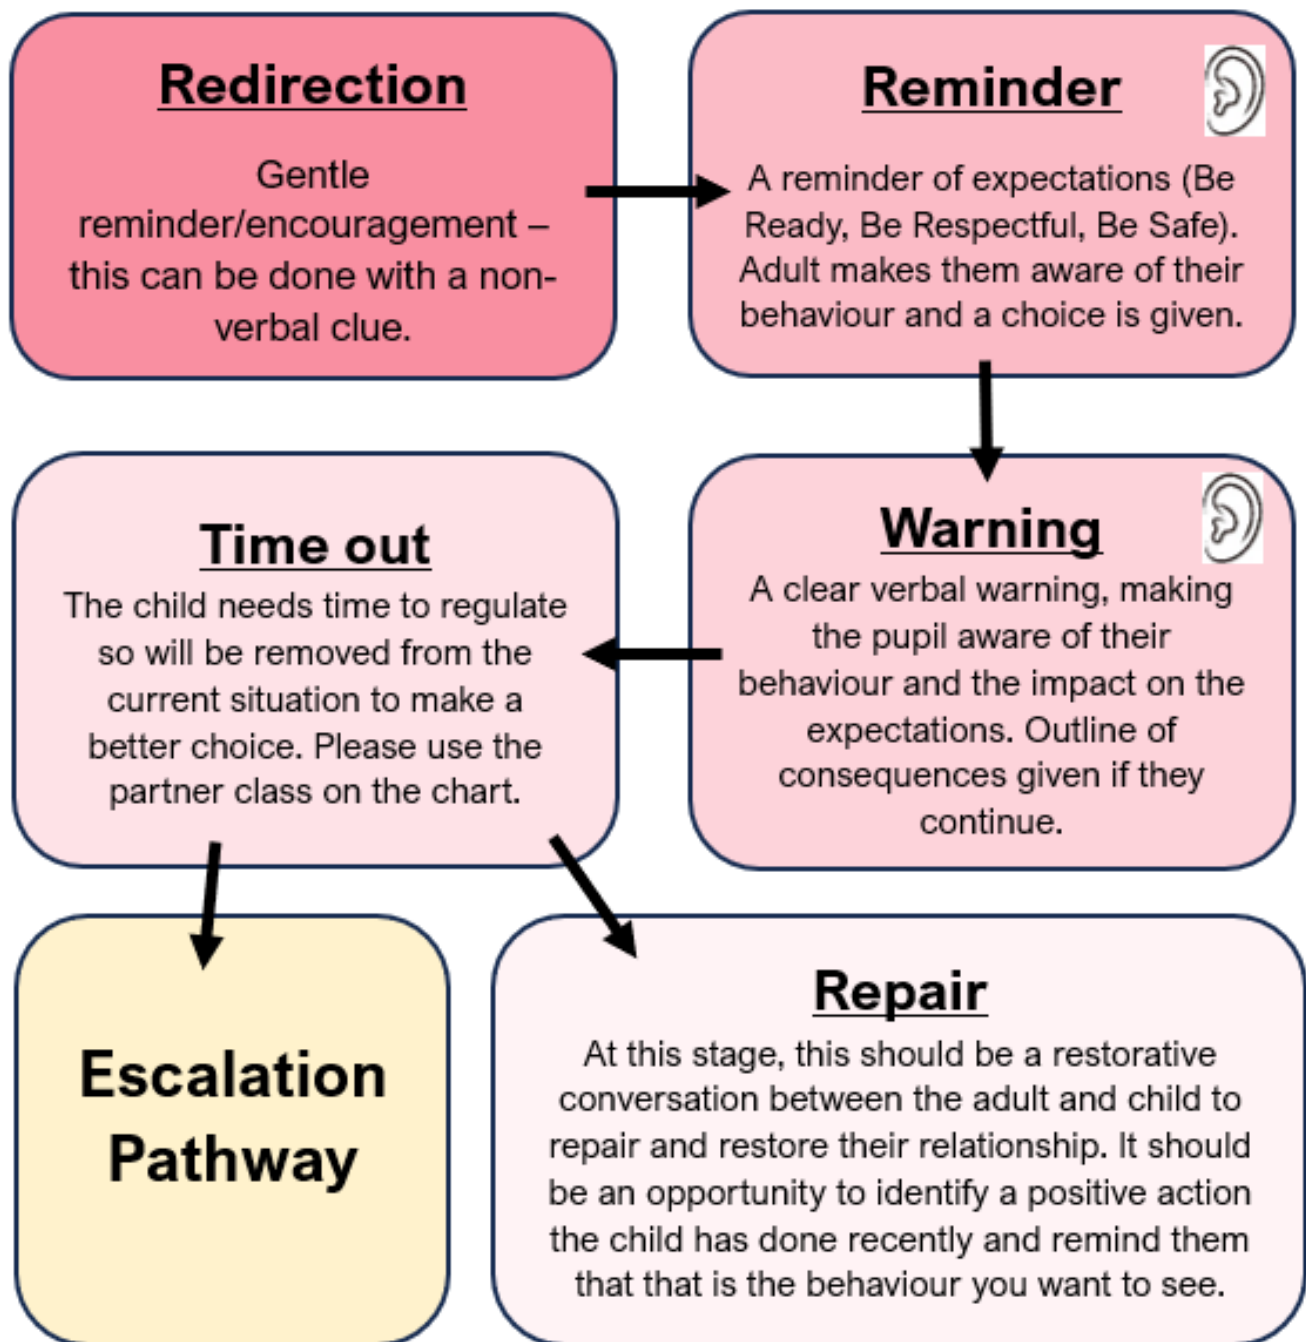 Redirection
Gentle
reminder/encouragement –
this can be done with a non-
verbal clue.
Reminder
A reminder of expectations (Be
Ready, Be Respectful, Be Safe).
Adult makes them aware of their
behaviour and a choice is given.
Warning
A clear verbal warning, making
the pupil aware of their
behaviour and the impact on the
expectations. Outline of
consequences given if they
continue.
Time out
The child needs time to regulate
so will be removed from the
current situation to make a
better choice. Please use the
partner class on the chart.
Escalation
Pathway
Repair
At this stage, this should be a restorative
conversation between the adult and child to
repair and restore their relationship. It should
be an opportunity to identify a positive action
the child has done recently and remind them
that that is the behaviour you want to see.